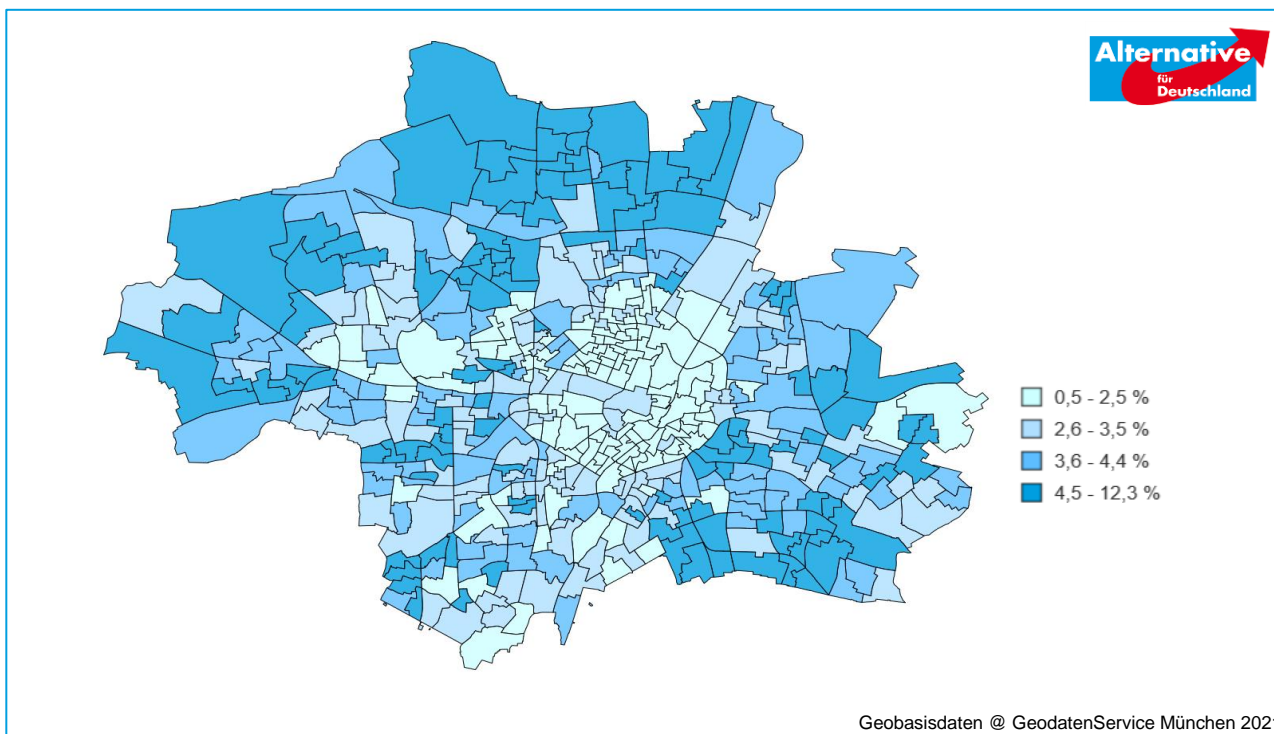 Alternative
für
Deutschland
0,5 - 2,5 %
2,6 - 3,5 %
3,6 - 4,4 %
4,5 - 12,3 %
Geobasisdaten @ GeodatenService München 2021